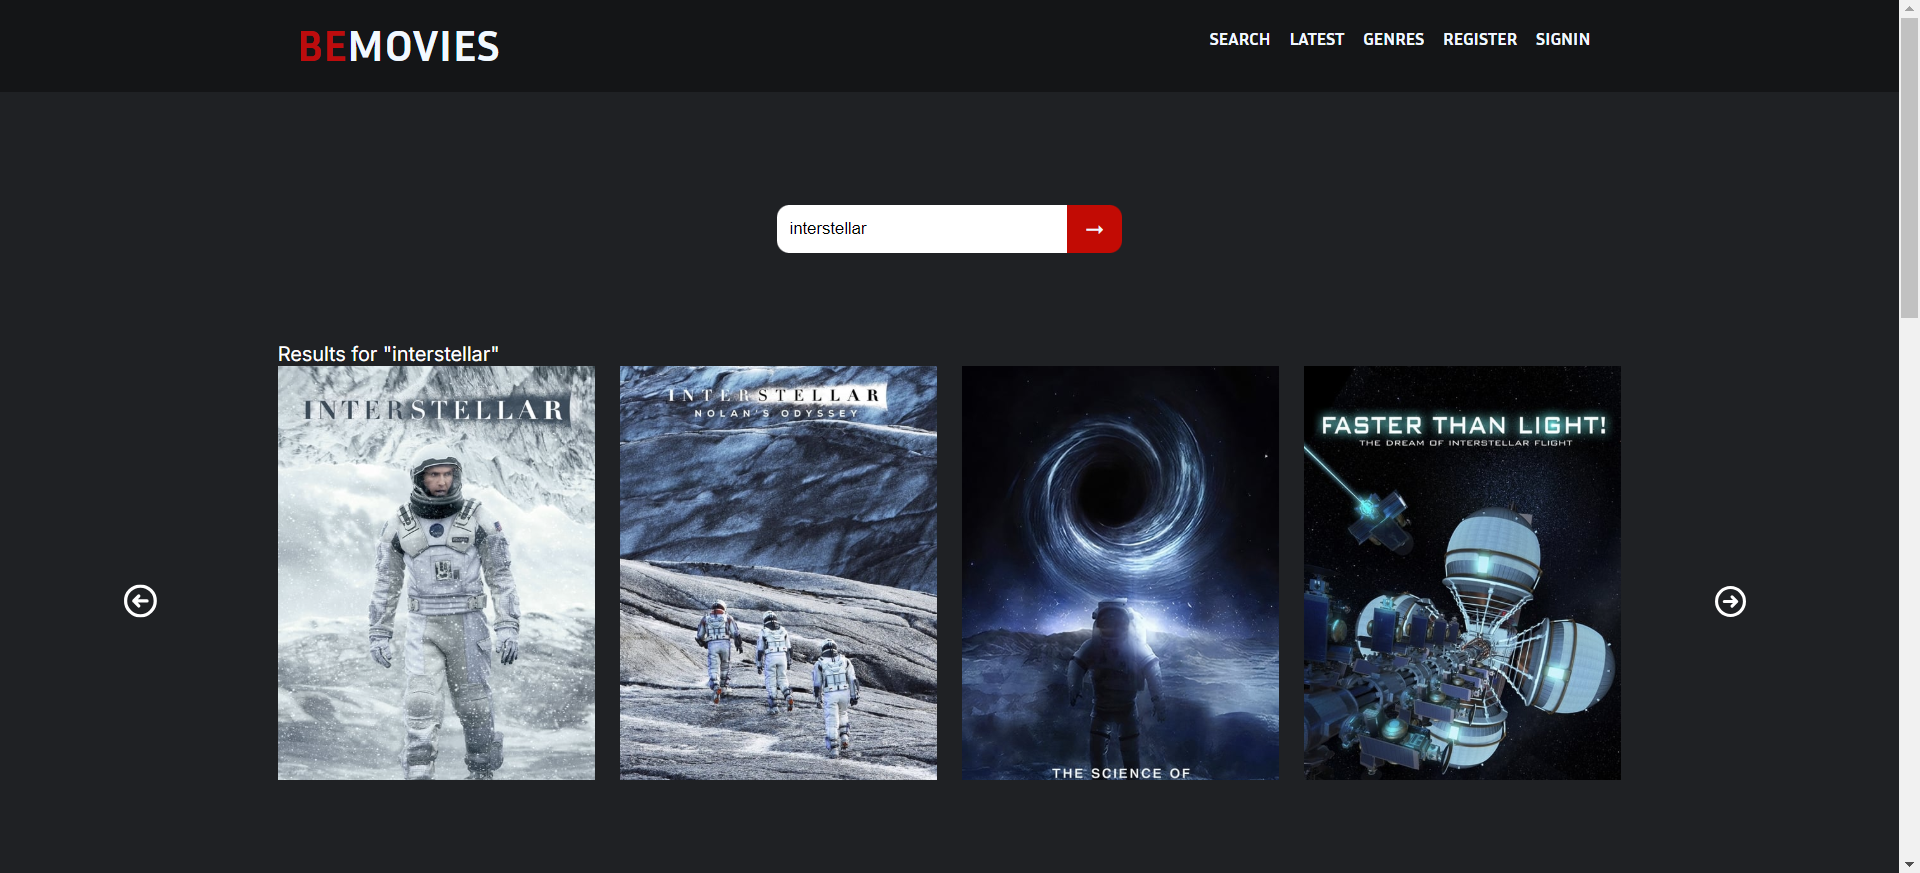 BEMOVIES
SEARCH LATEST GENRES REGISTER SIGNIN
interstellar
Results for "interstellar"
INTERSTELLAR
INTERSTELLAR
NOLAN'S ODYSSEY
THE SCIENCE OF
FASTER THAN LIGHT!
THE DREAM OF INTERSTELLAR FLIGHT